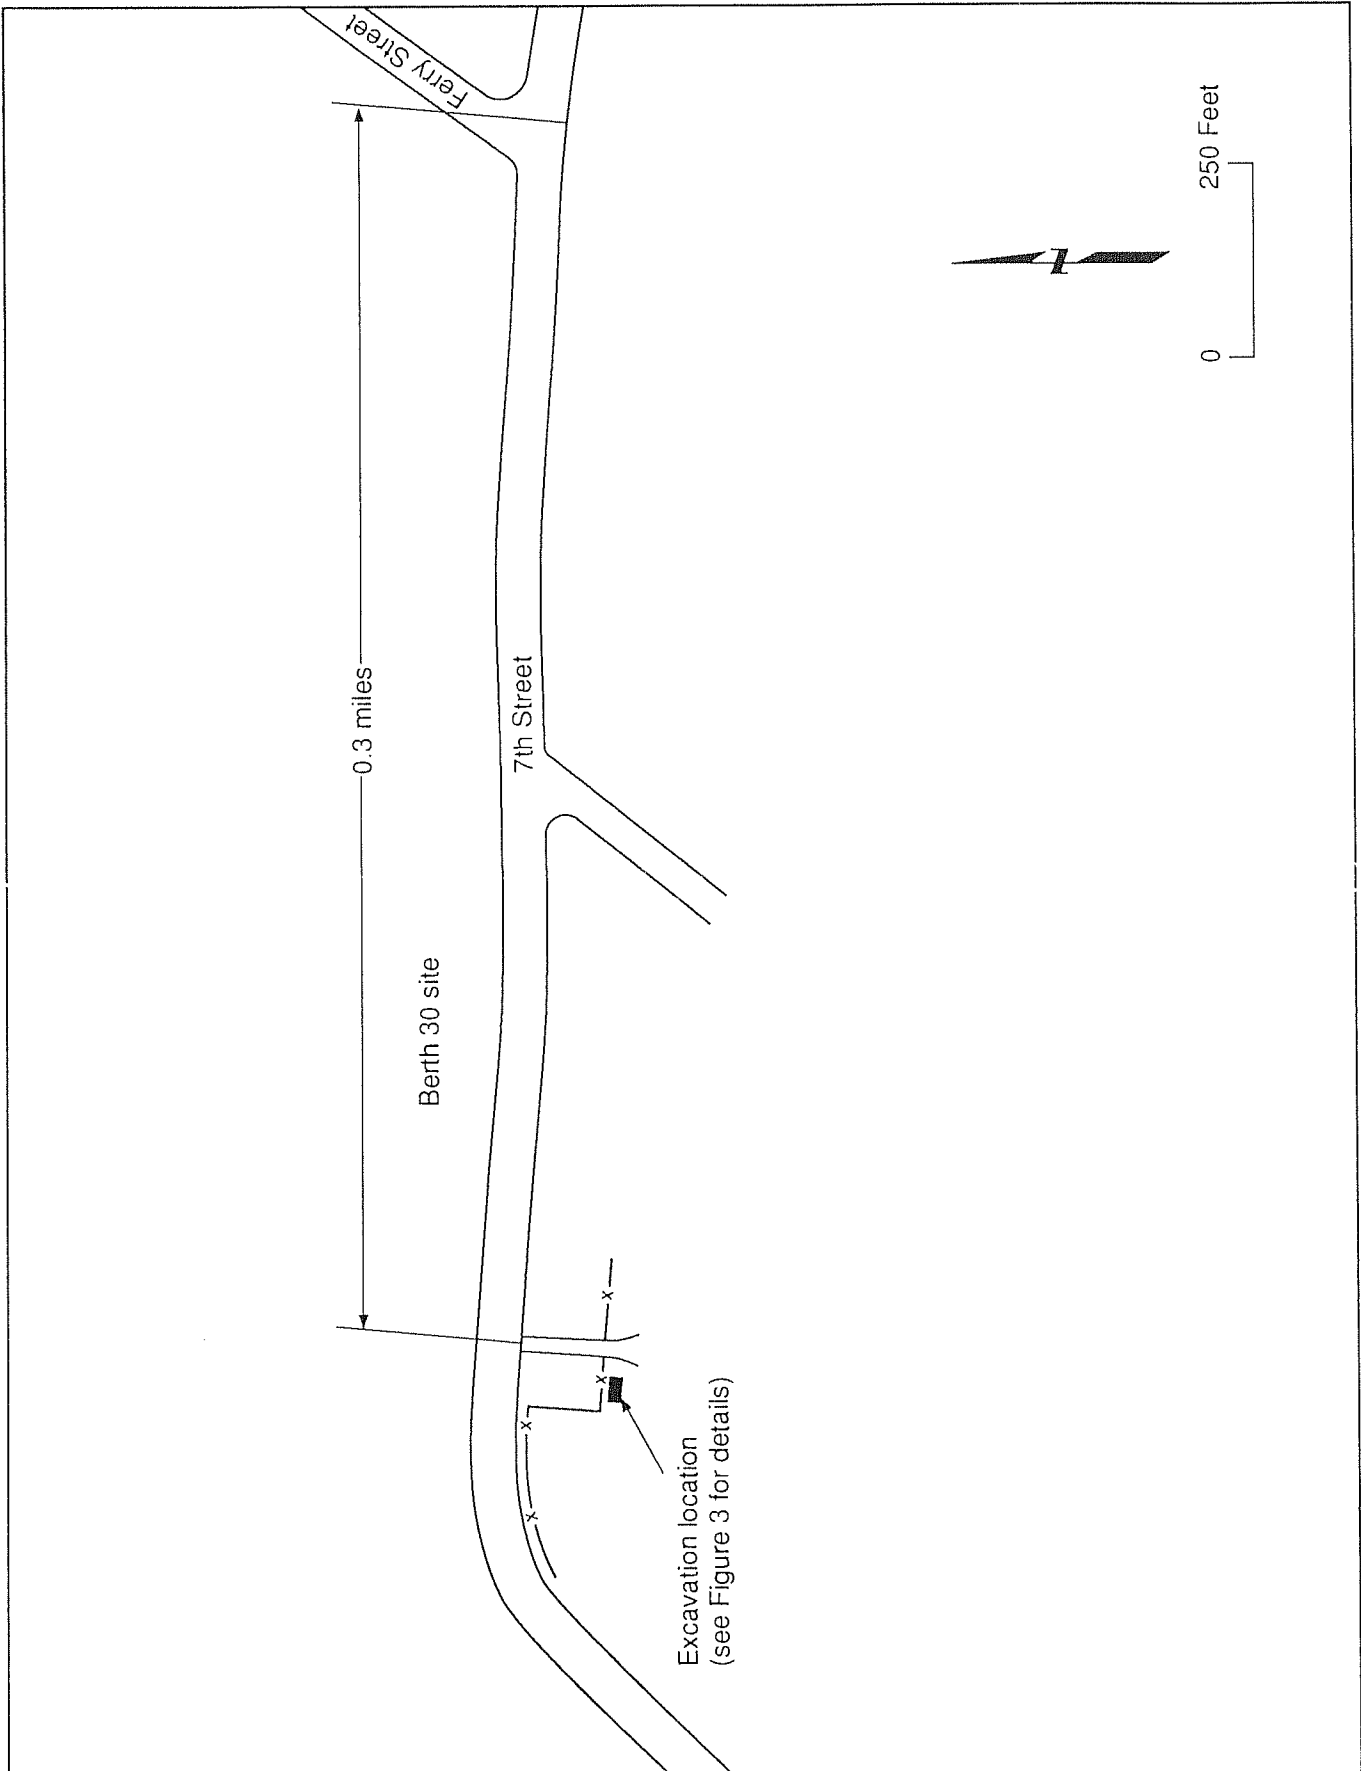 Ferry Street
0.3 miles
7th Street
Berth 30 site
Excavation location
(see Figure 3 for details)
N
0 250 Feet
x
x
x
x